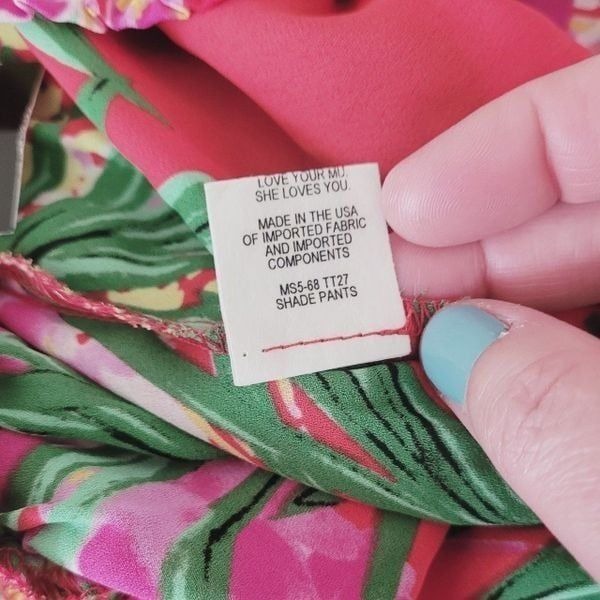 LOVE YOUR MU.
SHE LOVES YOU.
MADE IN THE USA
OF IMPORTED FABRIC
AND IMPORTED
COMPONENTS
MS5-68 TT27
SHADE PANTS